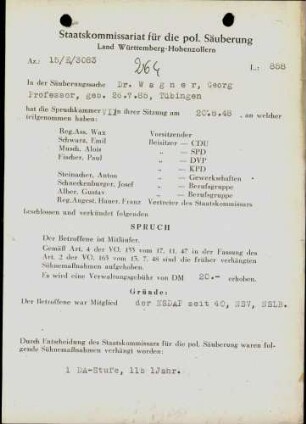 Staatskommissariat für die pol. Säuberung
Land Württemberg-Hohenzollern
Az.: 15/E/3083
264
L.: 858
In der Säuberungssache Dr. Wagner, Georg
Professor, geb. 26.7.85, Tübingen
hat die Spruchkammer VII in ihrer Sitzung am 20.8.48, an welcher
teilgenommen haben:
Reg.Ass. Wax Vorsitzender
Schwarz, Emil Beisitzer - CDU
Munch, Alois „ - SPD
Fischer, Paul „ - DVP
„ - KPD
Steinacher, Anton „ - Gewerkschaften
Schneckenburger, Josef „ - Berufsgruppe
Alber, Gustav „ - Berufsgruppe
Reg.Angest. Hauer, Franz Vertreter des Staatskommissars
beschlossen und verkündet folgenden
SPRUCH
Der Betroffene ist Mitläufer.
Gemäß Art. 4 der VO. 133 vom 17. 11. 47 in der Fassung des
Art. 2 der VO. 165 vom 13. 7. 48 sind die früher verhängten
Sühnemaßnahmen aufgehoben.
Es wird eine Verwaltungsgebühr von DM 20.- erhoben.
Gründe:
Der Betroffene war Mitglied der NSDAP seit 40, NSV, NSLB.
Durch Entscheidung des Staatskommissars für die pol. Säuberung waren fol-
gende Sühnemaßnahmen verhängt worden:
1 DA-Stufe, 11b 1Jahr.